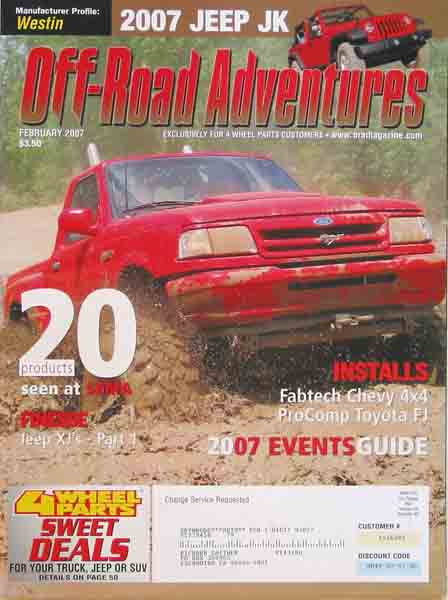 Manufacturer Profile:
Westin
2007 JEEP JK
Off-Road Adventures
FEBRUARY 2007
$3.50
EXCLUSIVELY FOR 4 WHEEL PARTS CUSTOMERS • www.oramagazine.com
Ford
20
products
seen at SEMA
FINESSE
Jeep XJ's - Part 1
INSTALLS
Fabtech Chevy 4x4
ProComp Toyota FJ
2007 EVENTS GUIDE
4 WHEEL PARTS
SWEET
DEALS
FOR YOUR TRUCK, JEEP OR SUV
DETAILS ON PAGE 50
Change Service Requested
CUSTOMER #
DISCOUNT CODE